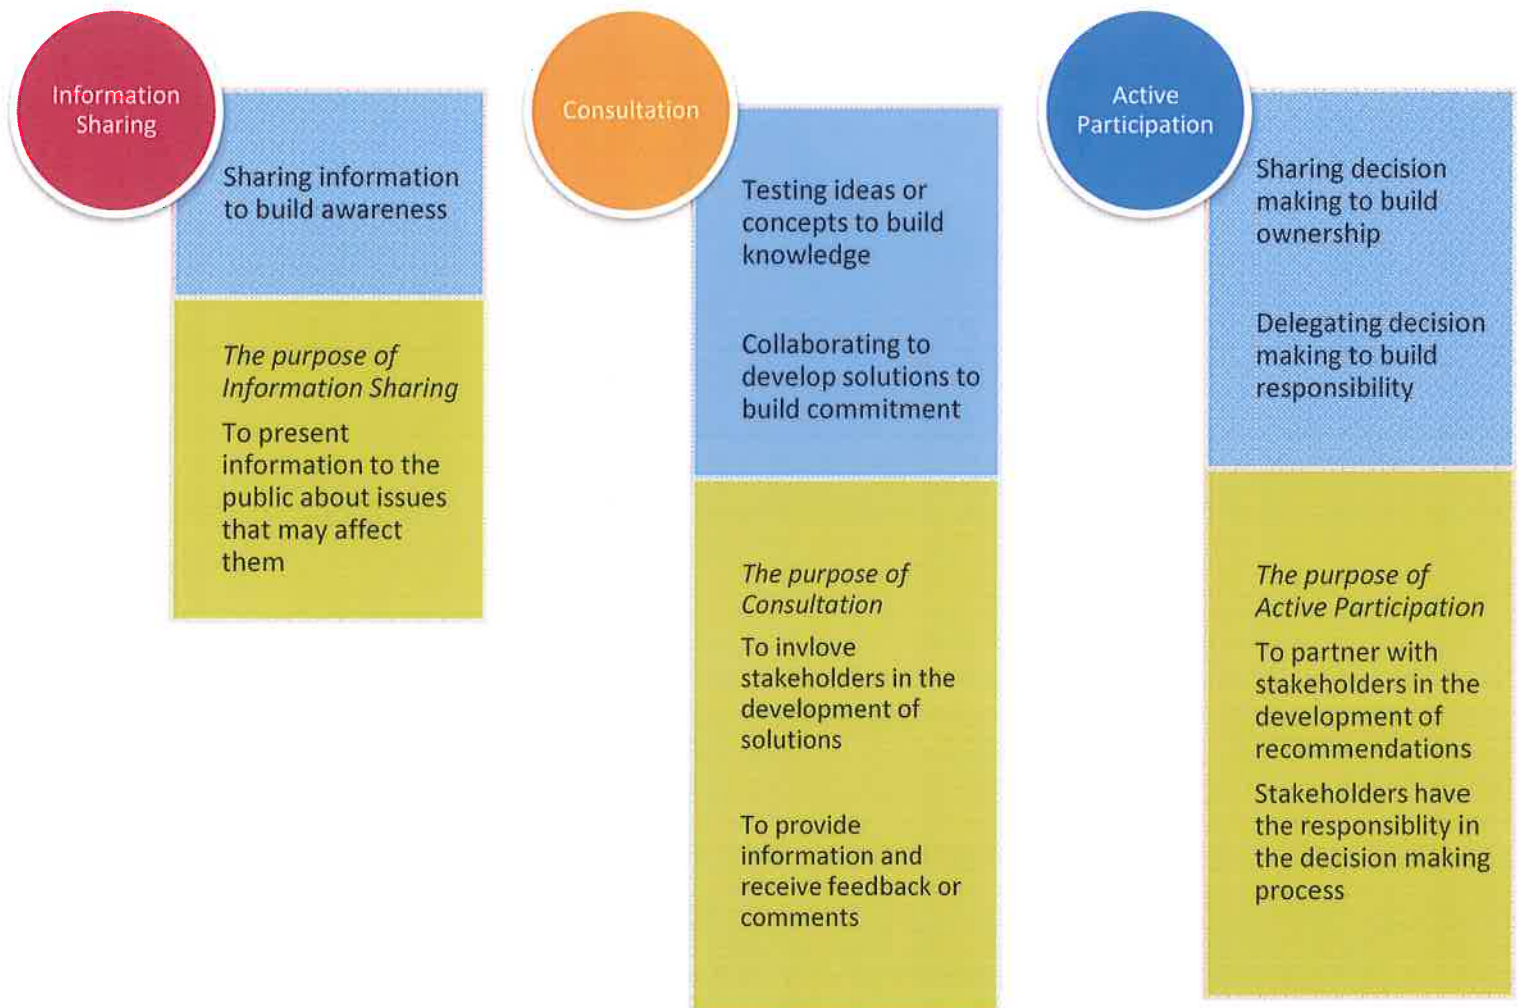 Information
Sharing
Sharing information
to build awareness
The purpose of
Information Sharing
To present
information to the
public about issues
that may affect
them
Consultation
Testing ideas or
concepts to build
knowledge
Collaborating to
develop solutions to
build commitment
The purpose of
Consultation
To invlove
stakeholders in the
development of
solutions
To provide
information and
receive feedback or
comments
Active
Participation
Sharing decision
making to build
ownership
Delegating decision
making to build
responsibility
The purpose of
Active Participation
To partner with
stakeholders in the
development of
recommendations
Stakeholders have
the responsiblity in
the decision making
process